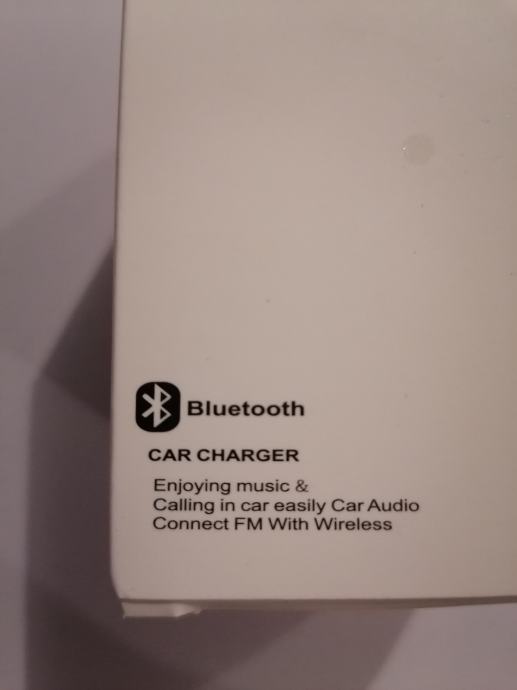 Bluetooth
CAR CHARGER
Enjoying music &
Calling in car easily Car Audio
Connect FM With Wireless